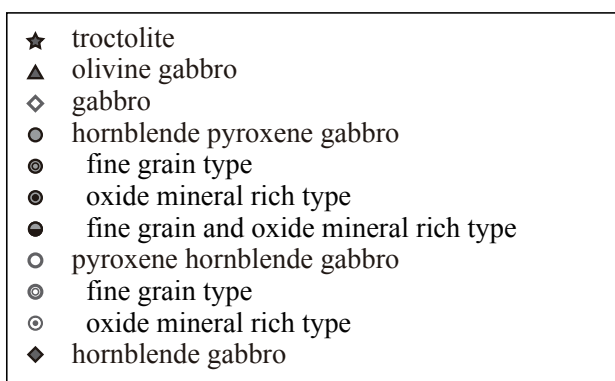 troctolite
olivine gabbro
gabbro
hornblende pyroxene gabbro
fine grain type
oxide mineral rich type
fine grain and oxide mineral rich type
pyroxene hornblende gabbro
fine grain type
oxide mineral rich type
hornblende gabbro